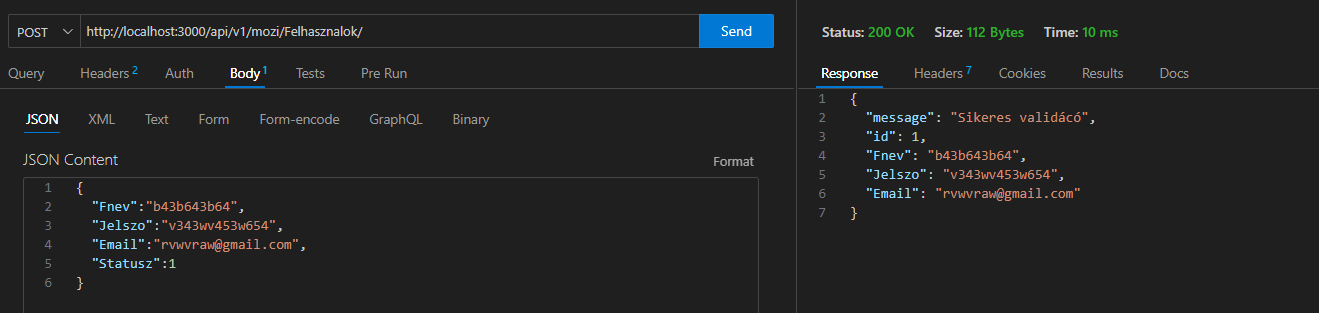 POST http://localhost:3000/api/v1/mozi/Felhasznalok/ Send
Query Headers 2 Auth Body 1 Tests Pre Run
JSON XML Text Form Form-encode GraphQL Binary
JSON Content Format
1 {
2 "Fnev":"b43b643b64",
3 "Jelszo":"v343wv453w654",
4 "Email":"rvwvraw@gmail.com",
5 "Statusz":1
6 }
Status: 200 OK Size: 112 Bytes Time: 10 ms
Response Headers 7 Cookies Results Docs
1 {
2 "message": "Sikeres validácó",
3 "id": 1,
4 "Fnev": "b43b643b64",
5 "Jelszo": "v343wv453w654",
6 "Email": "rvwvraw@gmail.com"
7 }